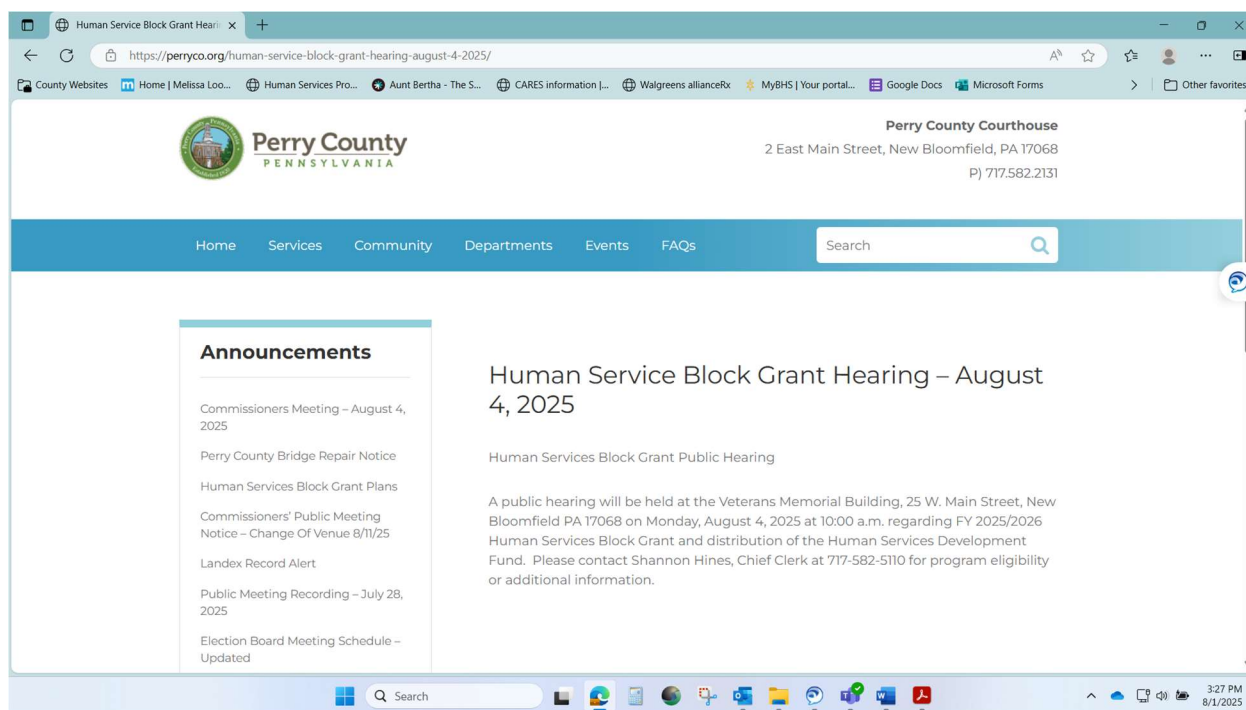 Human Service Block Grant Heari
https://perryco.org/human-service-block-grant-hearing-august-4-2025/
County Websites Home | Melissa Loo... Human Services Pro... Aunt Bertha - The S... CARES information |... Walgreens allianceRx MyBHS | Your portal... Google Docs Microsoft Forms Other favorites
Perry County
PENNSYLVANIA
Perry County Courthouse
2 East Main Street, New Bloomfield, PA 17068
P) 717.582.2131
Home Services Community Departments Events FAQs Search
Announcements
Commissioners Meeting – August 4,
2025
Perry County Bridge Repair Notice
Human Services Block Grant Plans
Commissioners' Public Meeting
Notice – Change Of Venue 8/11/25
Landex Record Alert
Public Meeting Recording – July 28,
2025
Election Board Meeting Schedule –
Updated
Human Service Block Grant Hearing – August
4, 2025
Human Services Block Grant Public Hearing
A public hearing will be held at the Veterans Memorial Building, 25 W. Main Street, New
Bloomfield PA 17068 on Monday, August 4, 2025 at 10:00 a.m. regarding FY 2025/2026
Human Services Block Grant and distribution of the Human Services Development
Fund. Please contact Shannon Hines, Chief Clerk at 717-582-5110 for program eligibility
or additional information.
Search
3:27 PM
8/1/2025